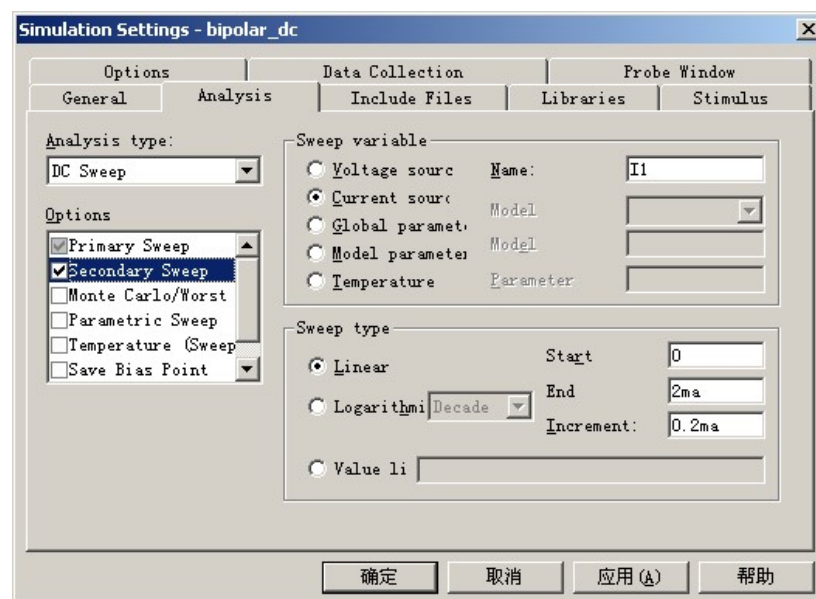 Simulation Settings - bipolar_dc
Options Data Collection Probe Window
General Analysis Include Files Libraries Stimulus
Analysis type:
DC Sweep
Options
Primary Sweep
Secondary Sweep
Monte Carlo/Worst
Parametric Sweep
Temperature (Sweep
Save Bias Point
Sweep variable
Voltage sourc Name: I1
Current sourc Model
Global paramet
Model parameter Model
Temperature Parameter
Sweep type
Linear Start 0
End 2ma
Logarithmi Decade Increment: 0.2ma
Value li
确定 取消 应用(A) 帮助